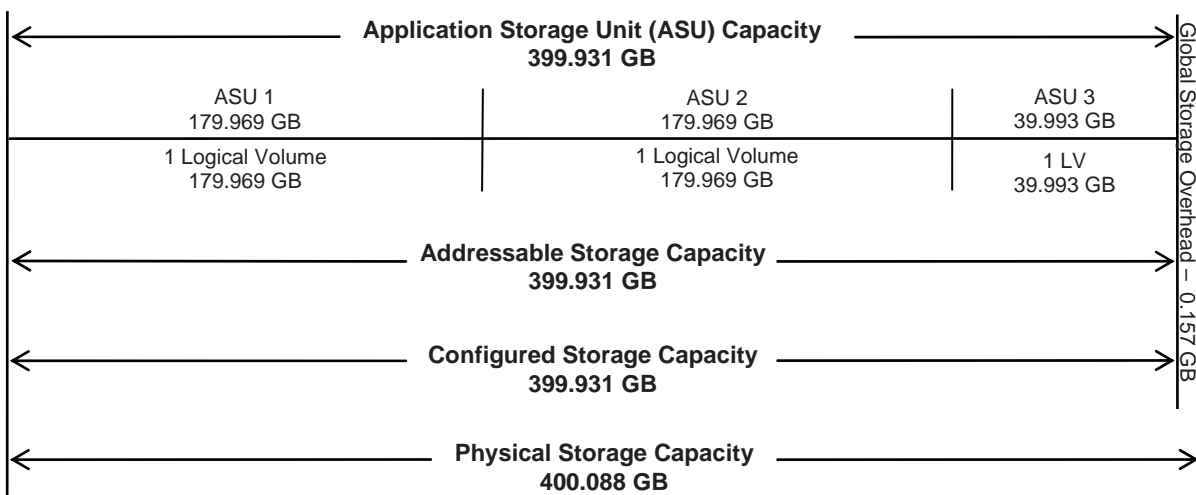 Application Storage Unit (ASU) Capacity
399.931 GB
ASU 1
179.969 GB
ASU 2
179.969 GB
ASU 3
39.993 GB
1 Logical Volume
179.969 GB
1 Logical Volume
179.969 GB
1 LV
39.993 GB
Addressable Storage Capacity
399.931 GB
Configured Storage Capacity
399.931 GB
Physical Storage Capacity
400.088 GB
Global Storage Overhead – 0.157 GB